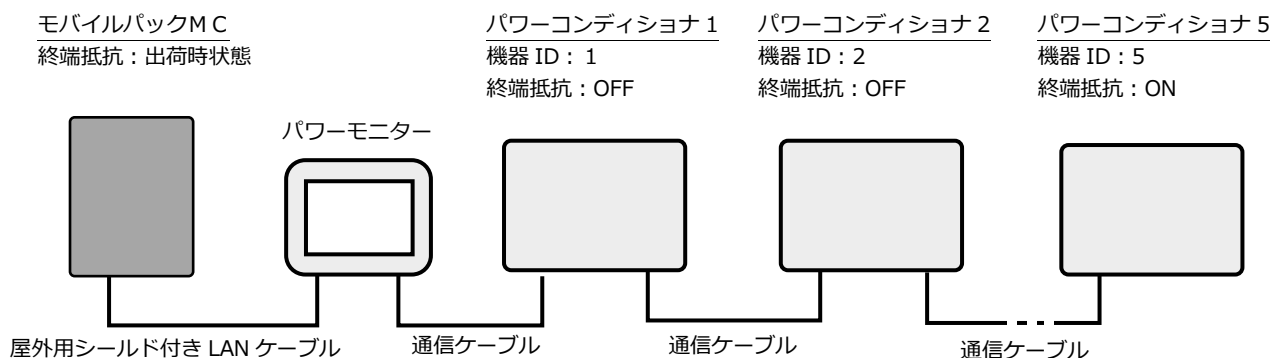 モバイルパックＭＣ
終端抵抗：出荷時状態
パワーモニター
パワーコンディショナ 1
機器 ID： 1
終端抵抗：OFF
パワーコンディショナ 2
機器 ID：2
終端抵抗：OFF
パワーコンディショナ 5
機器 ID：5
終端抵抗：ON
屋外用シールド付き LAN ケーブル
通信ケーブル
通信ケーブル
通信ケーブル